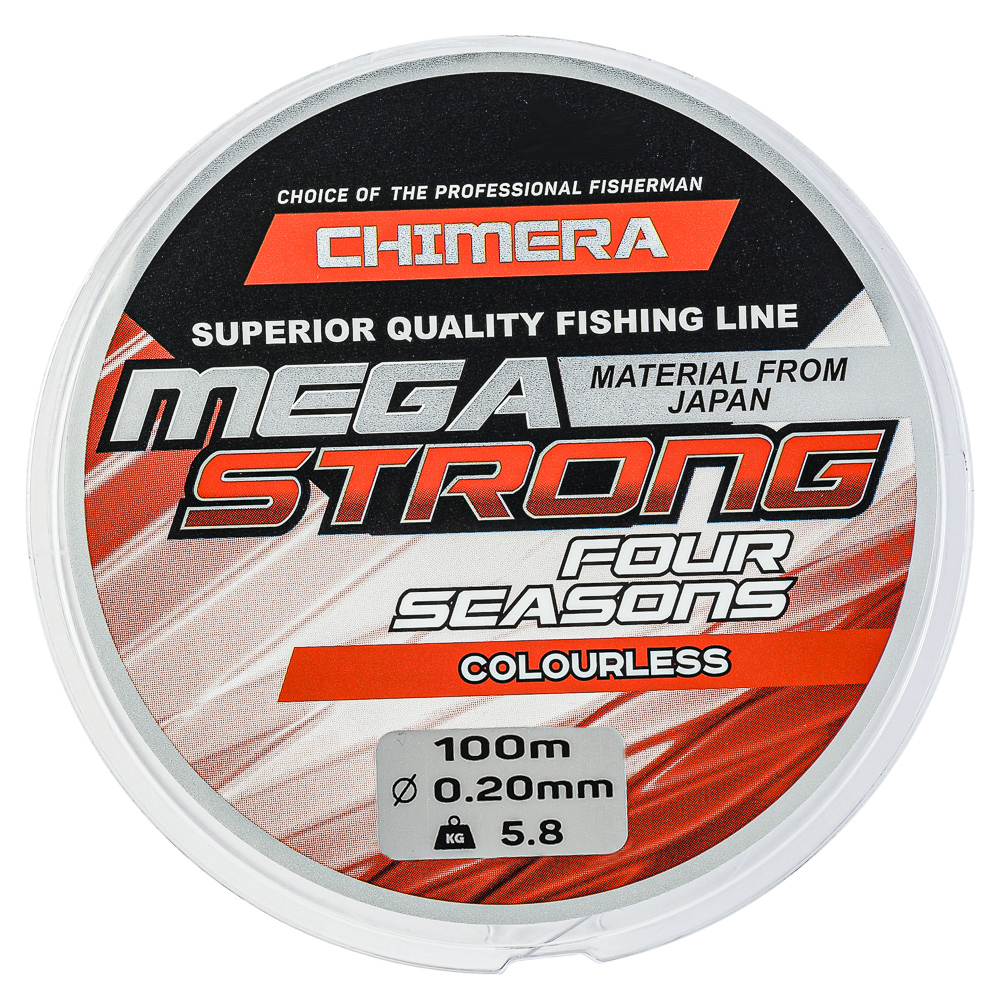 CHOICE OF THE PROFESSIONAL FISHERMAN
CHIMERA
SUPERIOR QUALITY FISHING LINE
MEGA
MATERIAL FROM
JAPAN
STRONG
FOUR
SEASONS
COLOURLESS
100m
Ø 0.20mm
KG 5.8